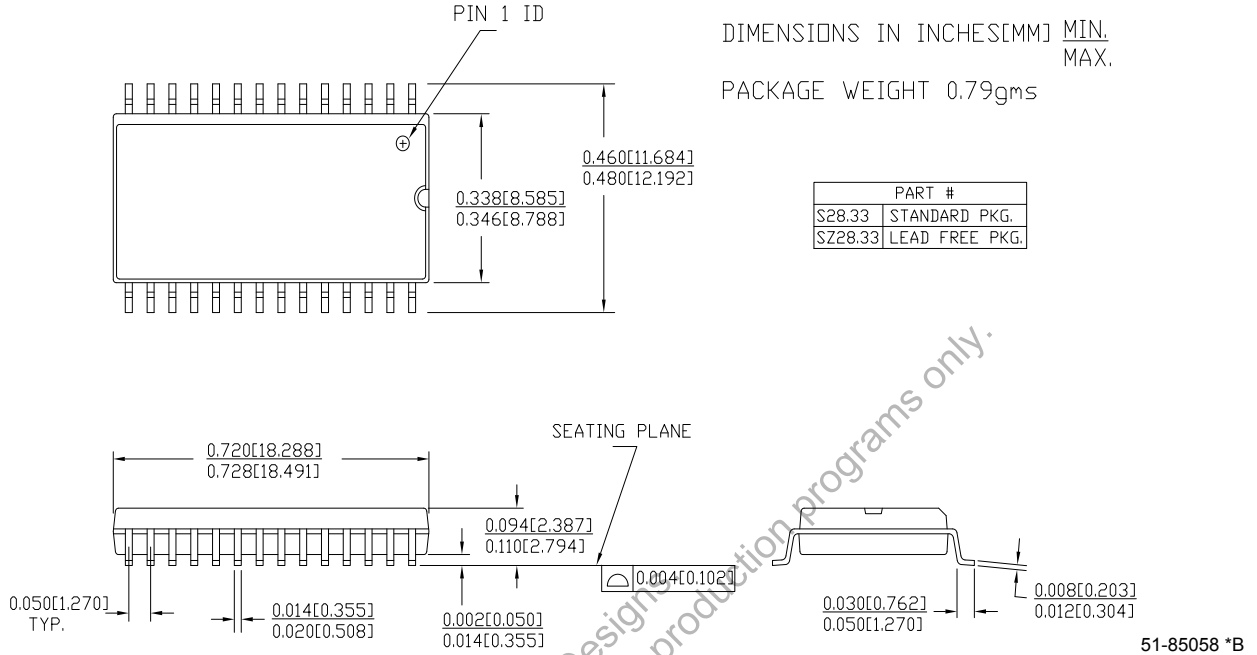 PIN 1 ID
DIMENSIONS IN INCHES[MM] MIN.
MAX.
PACKAGE WEIGHT 0.79gms
0.460[11.684]
0.480[12.192]
0.338[8.585]
0.346[8.788]
PART #
S28.33 STANDARD PKG.
SZ28.33 LEAD FREE PKG.
SEATING PLANE
0.720[18.288]
0.728[18.491]
0.094[2.387]
0.110[2.794]
0.004[0.102]
0.050[1.270]
TYP.
0.014[0.355]
0.020[0.508]
0.002[0.050]
0.014[0.355]
0.030[0.762]
0.050[1.270]
0.008[0.203]
0.012[0.304]
Designs
production programs only.
51-85058 *B